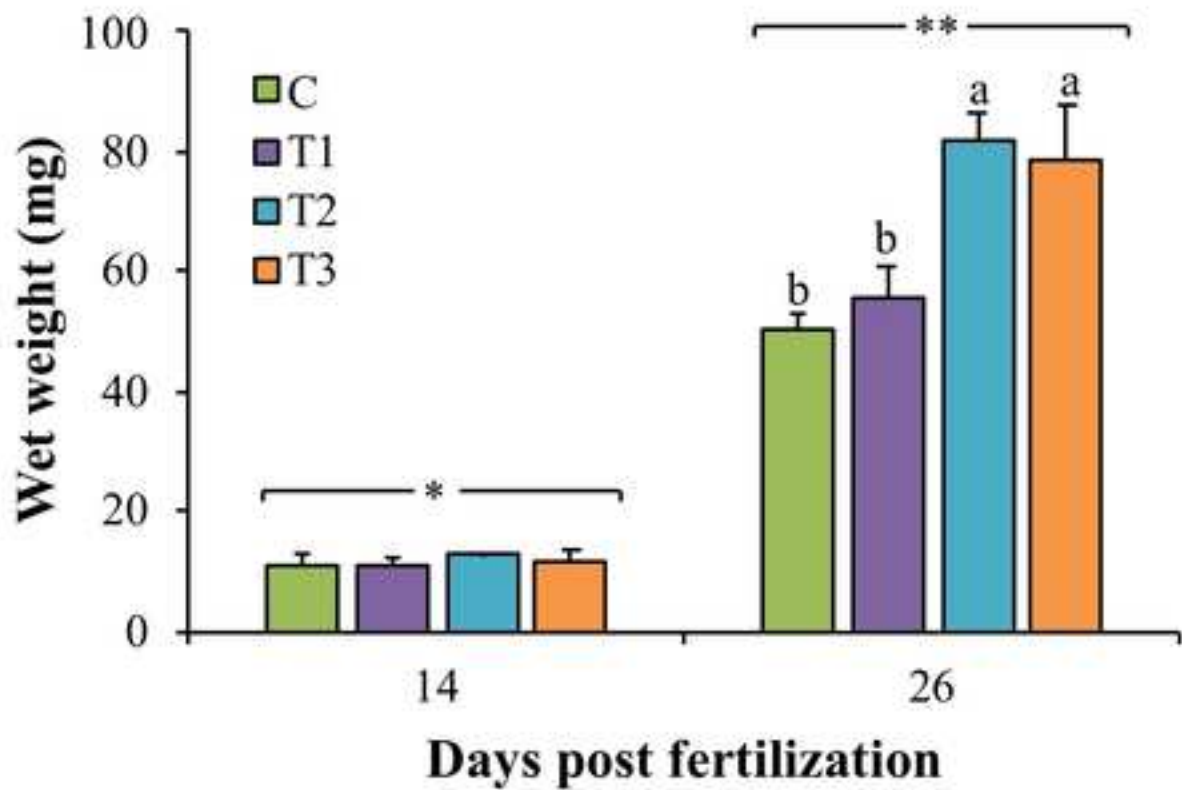 Wet weight (mg)
100
80
60
40
20
0
C
T1
T2
T3
*
**
b
b
a
a
14
26
Days post fertilization